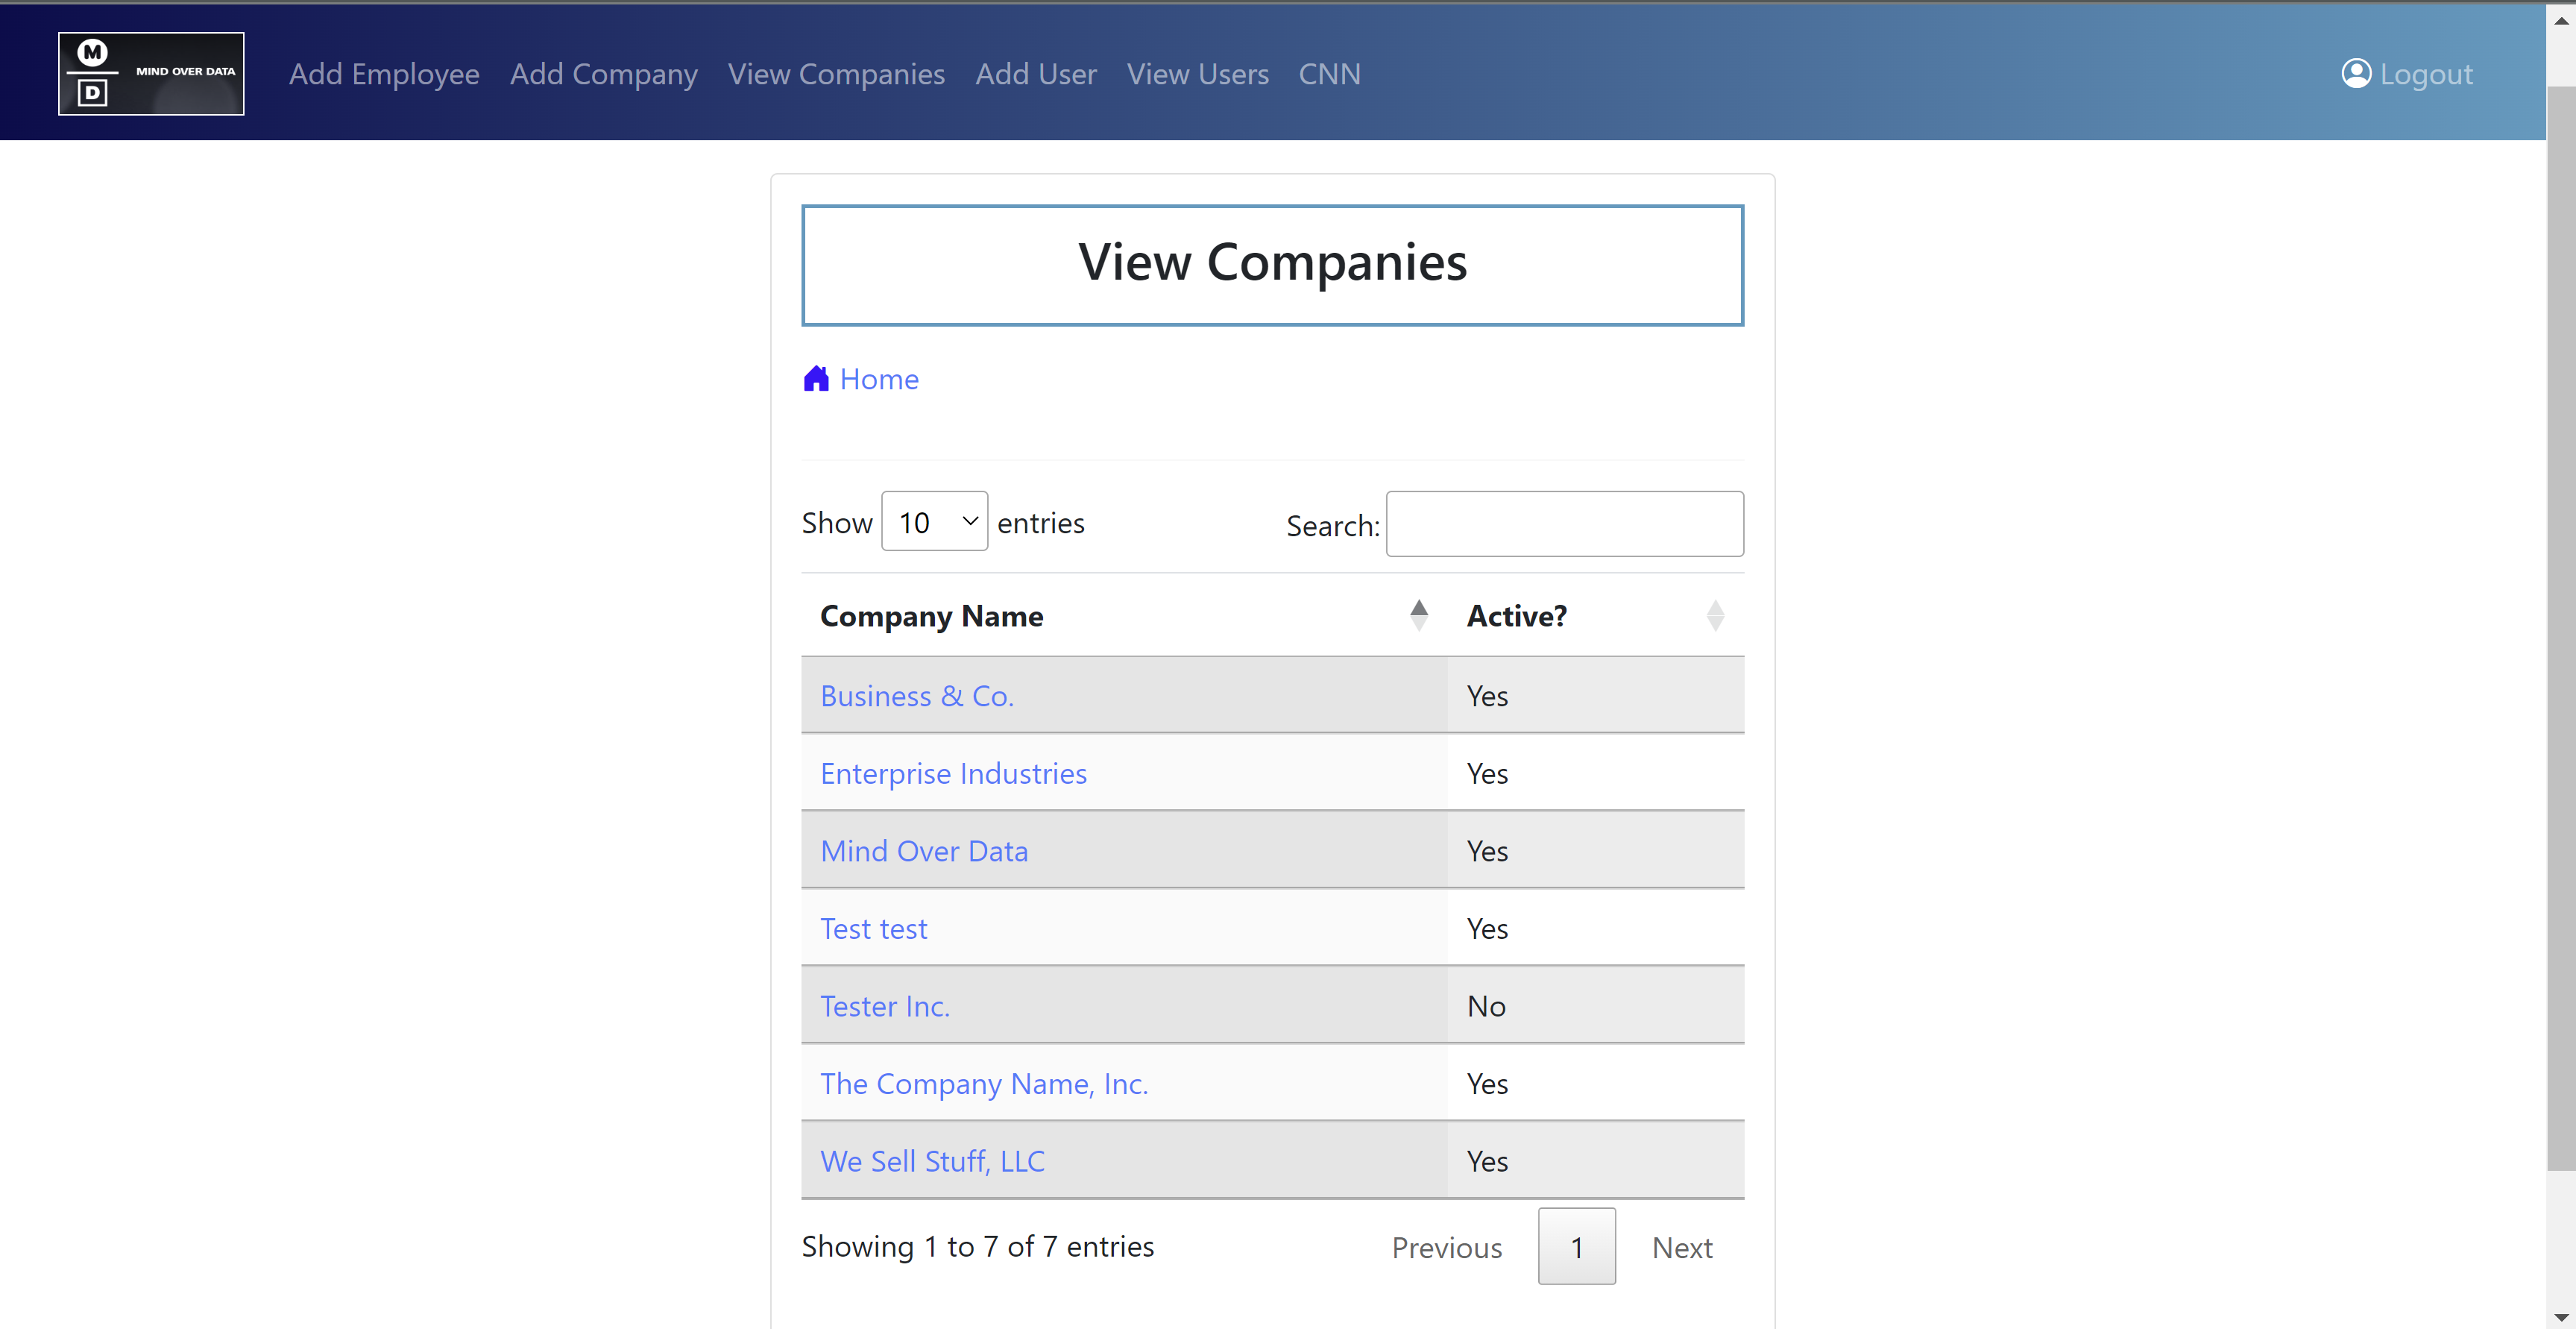 M
D
MIND OVER DATA
Add Employee Add Company View Companies Add User View Users CNN Logout
View Companies
Home
Show 10 entries Search:
Company Name Active?
Business & Co. Yes
Enterprise Industries Yes
Mind Over Data Yes
Test test Yes
Tester Inc. No
The Company Name, Inc. Yes
We Sell Stuff, LLC Yes
Showing 1 to 7 of 7 entries Previous 1 Next